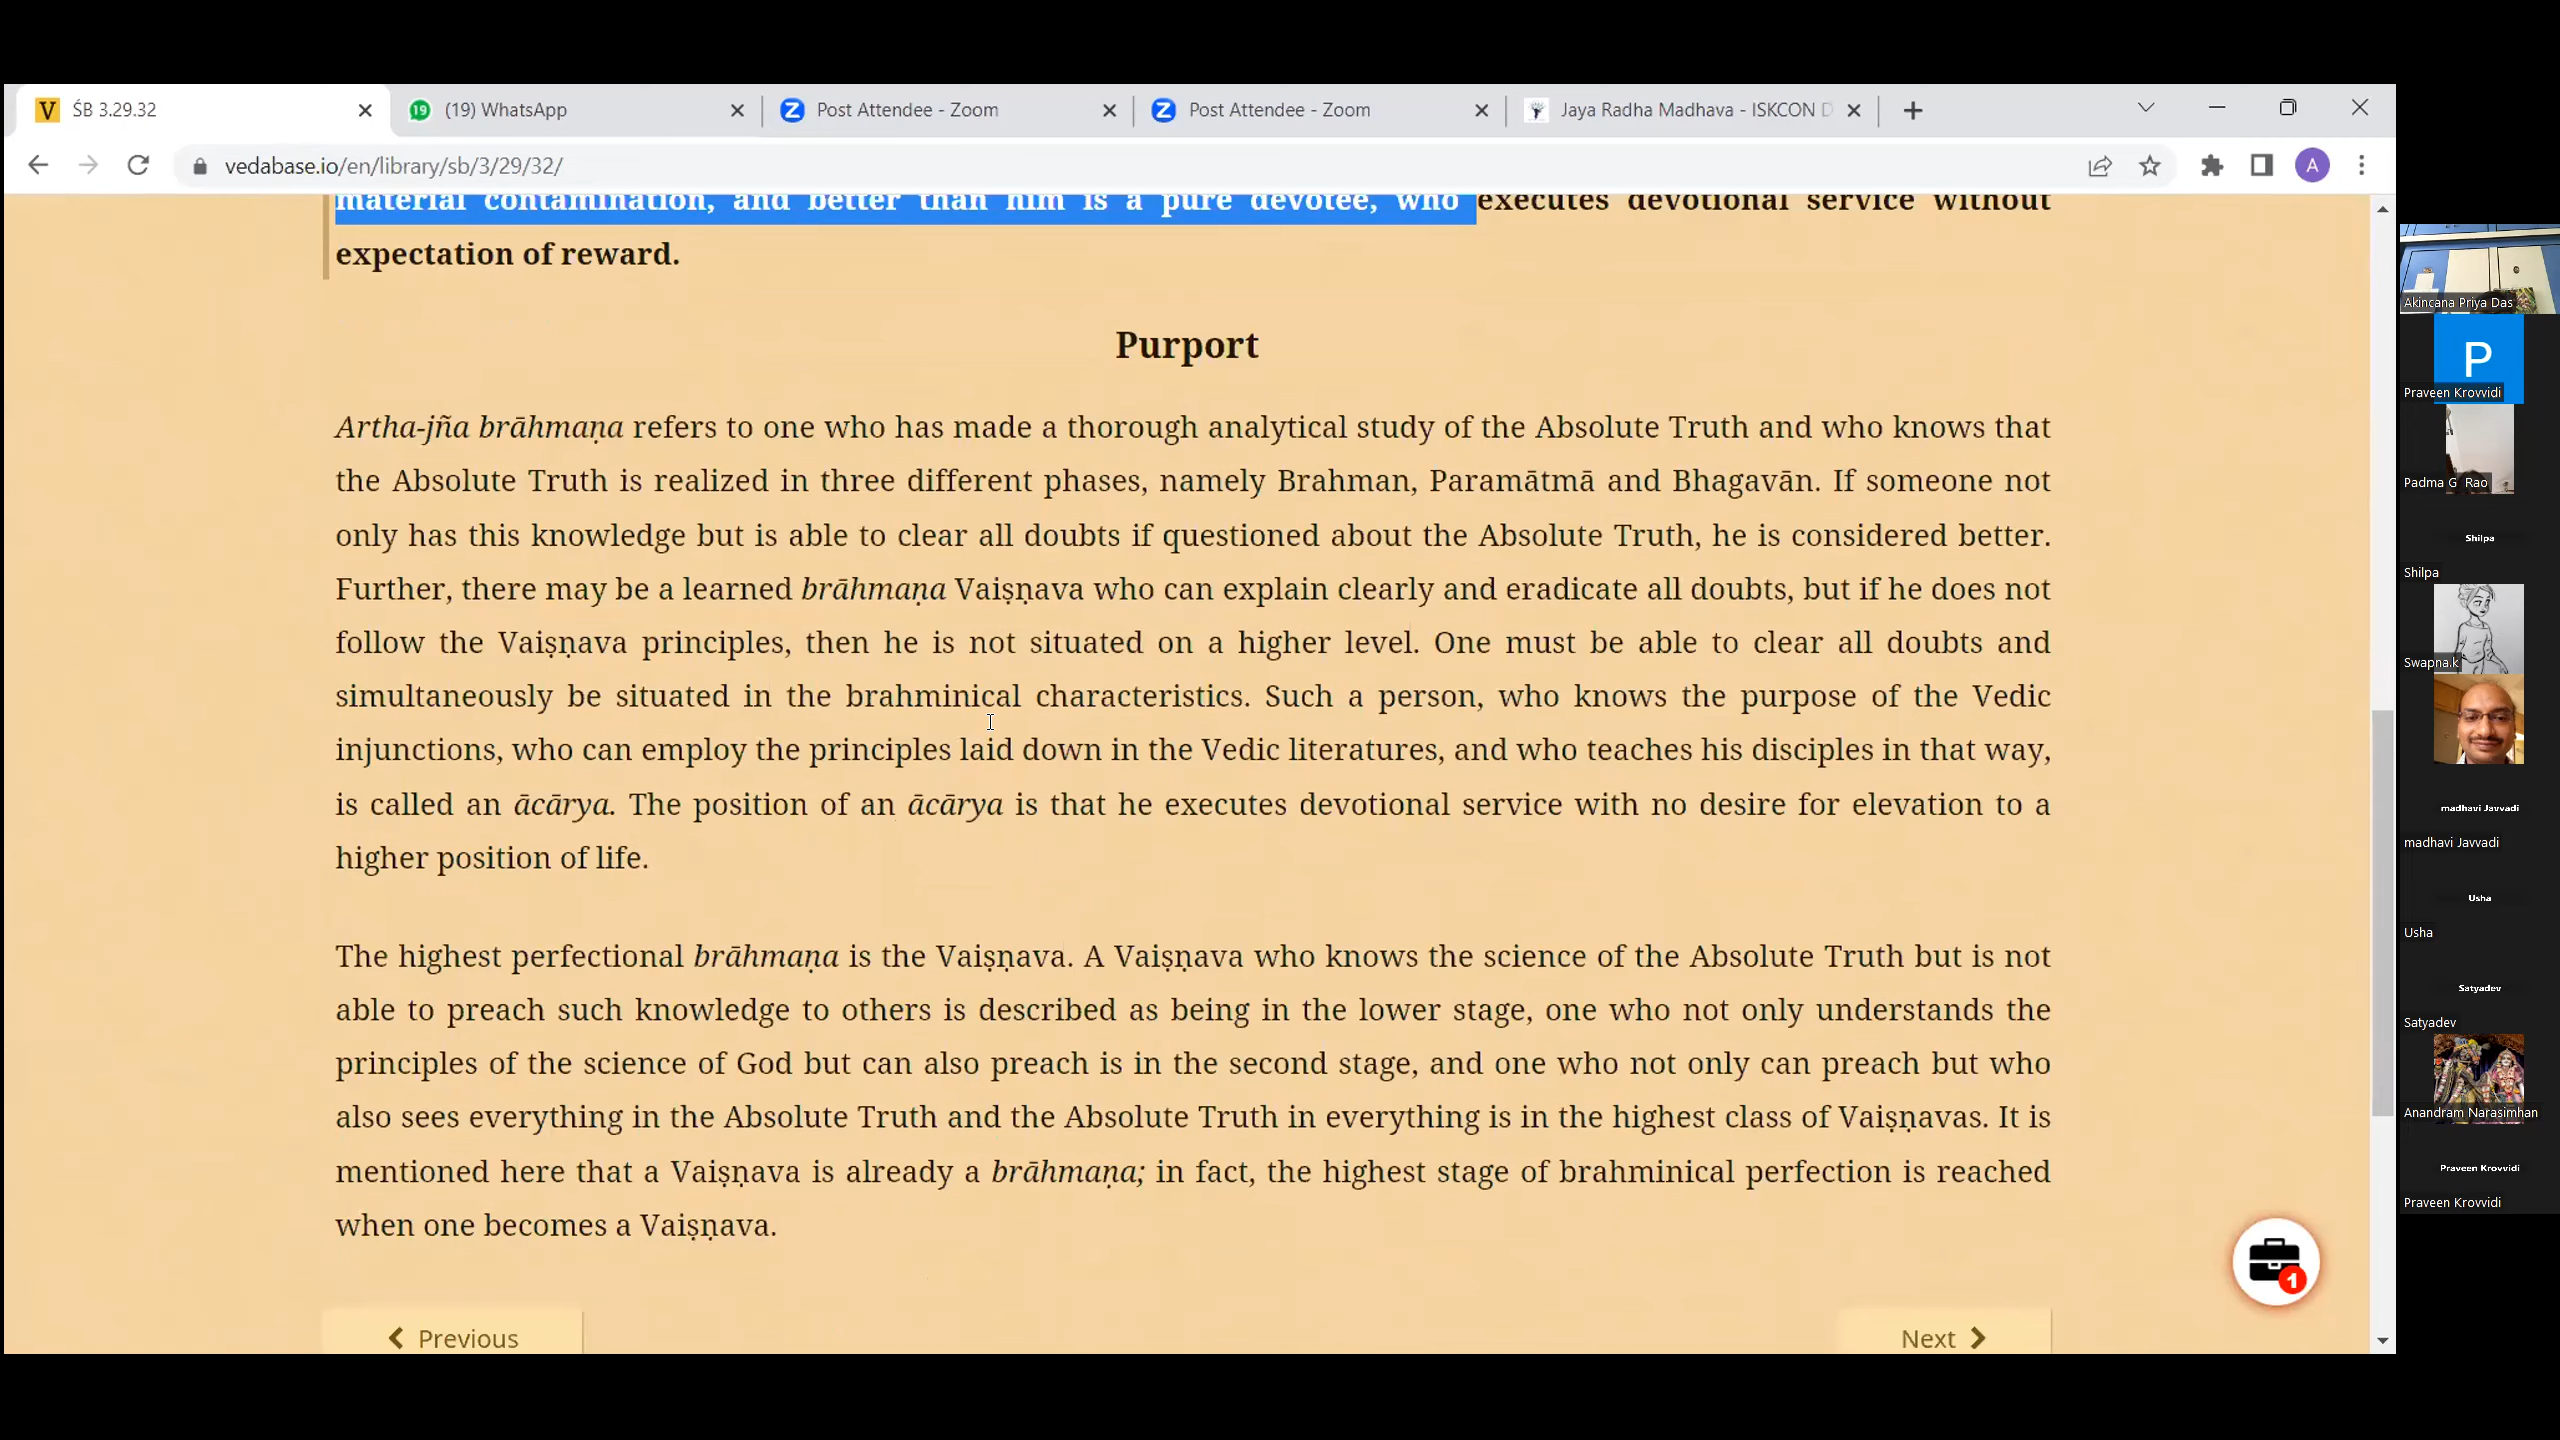 ŚB 3.29.32
19
(19) WhatsApp
Post Attendee - Zoom
Post Attendee - Zoom
Jaya Radha Madhava - ISKCON D
vedabase.io/en/library/sb/3/29/32/
A
material contamination, and better than him is a pure devotee, who executes devotional service without
expectation of reward.
Purport
Artha-jña brāhmaṇa refers to one who has made a thorough analytical study of the Absolute Truth and who knows that
the Absolute Truth is realized in three different phases, namely Brahman, Paramātmā and Bhagavān. If someone not
only has this knowledge but is able to clear all doubts if questioned about the Absolute Truth, he is considered better.
Further, there may be a learned brāhmaṇa Vaiṣṇava who can explain clearly and eradicate all doubts, but if he does not
follow the Vaiṣṇava principles, then he is not situated on a higher level. One must be able to clear all doubts and
simultaneously be situated in the brahminical characteristics. Such a person, who knows the purpose of the Vedic
injunctions, who can employ the principles laid down in the Vedic literatures, and who teaches his disciples in that way,
is called an ācārya. The position of an ācārya is that he executes devotional service with no desire for elevation to a
higher position of life.
The highest perfectional brāhmaṇa is the Vaiṣṇava. A Vaiṣṇava who knows the science of the Absolute Truth but is not
able to preach such knowledge to others is described as being in the lower stage, one who not only understands the
principles of the science of God but can also preach is in the second stage, and one who not only can preach but who
also sees everything in the Absolute Truth and the Absolute Truth in everything is in the highest class of Vaiṣṇavas. It is
mentioned here that a Vaiṣṇava is already a brāhmaṇa; in fact, the highest stage of brahminical perfection is reached
when one becomes a Vaiṣṇava.
1
Previous
Next
Akincana Priya Das
P
Praveen Krovvidi
Padma G Rao
Shilpa
Shilpa
Swapna.k
madhavi Javvadi
madhavi Javvadi
Usha
Usha
Satyadev
Satyadev
Anandram Narasimhan
Praveen Krovvidi
Praveen Krovvidi